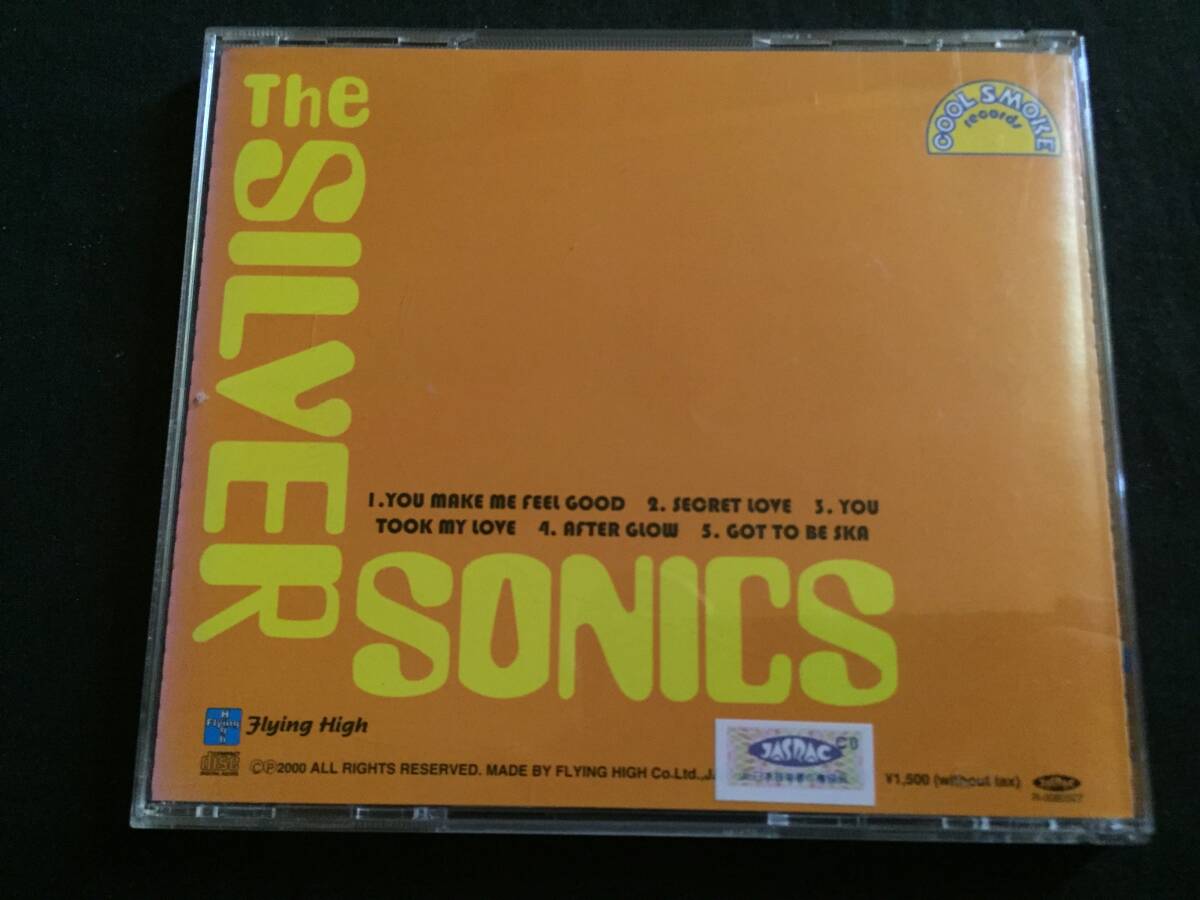 The
SILVER
SONICS
COOL SMOKE
records
1.YOU MAKE ME FEEL GOOD 2. SECRET LOVE 3. YOU
TOOK MY LOVE 4. AFTER GLOW 5. GOT TO BE SKA
Flying High
disc
©℗2000 ALL RIGHTS RESERVED. MADE BY FLYING HIGH Co.Ltd.,
JASRAC
¥1,500 (without tax)